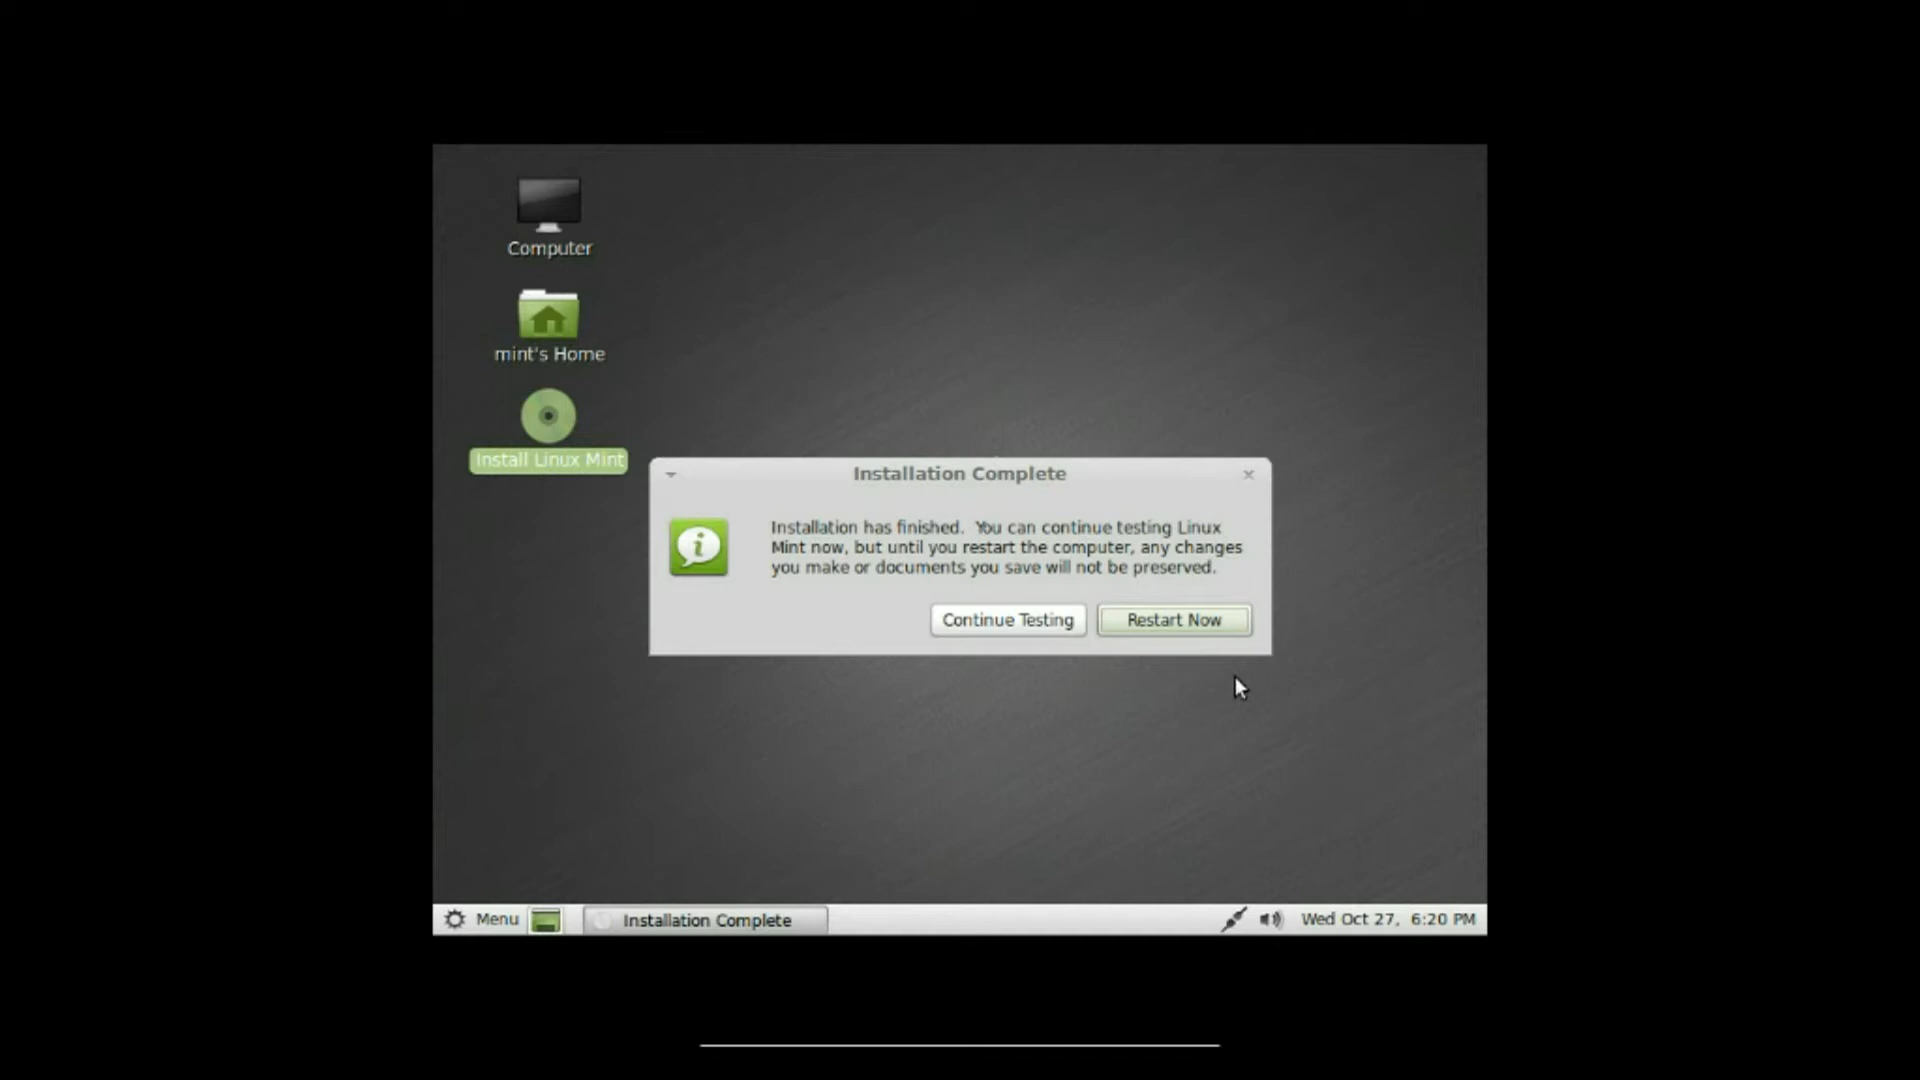 Computer
mint's Home
Install Linux Mint
Installation Complete
Installation has finished. You can continue testing Linux
Mint now, but until you restart the computer, any changes
you make or documents you save will not be preserved.
Continue Testing
Restart Now
Menu
Installation Complete
Wed Oct 27, 6:20 PM